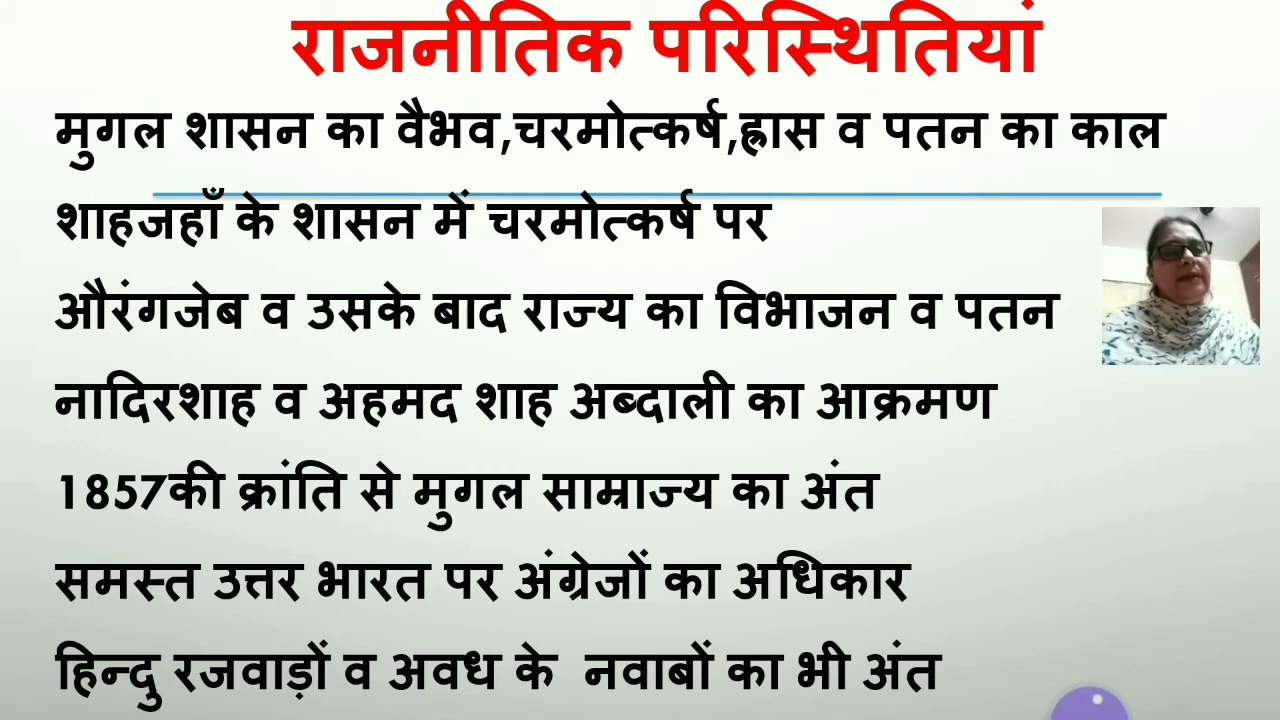 राजनीतिक परिस्थितियां
मुगल शासन का वैभव,चरमोत्कर्ष,ह्रास व पतन का काल
शाहजहाँ के शासन में चरमोत्कर्ष पर
औरंगजेब व उसके बाद राज्य का विभाजन व पतन
नादिरशाह व अहमद शाह अब्दाली का आक्रमण
1857की क्रांति से मुगल साम्राज्य का अंत
समस्त उत्तर भारत पर अंग्रेजों का अधिकार
हिन्दु रजवाड़ों व अवध के नवाबों का भी अंत